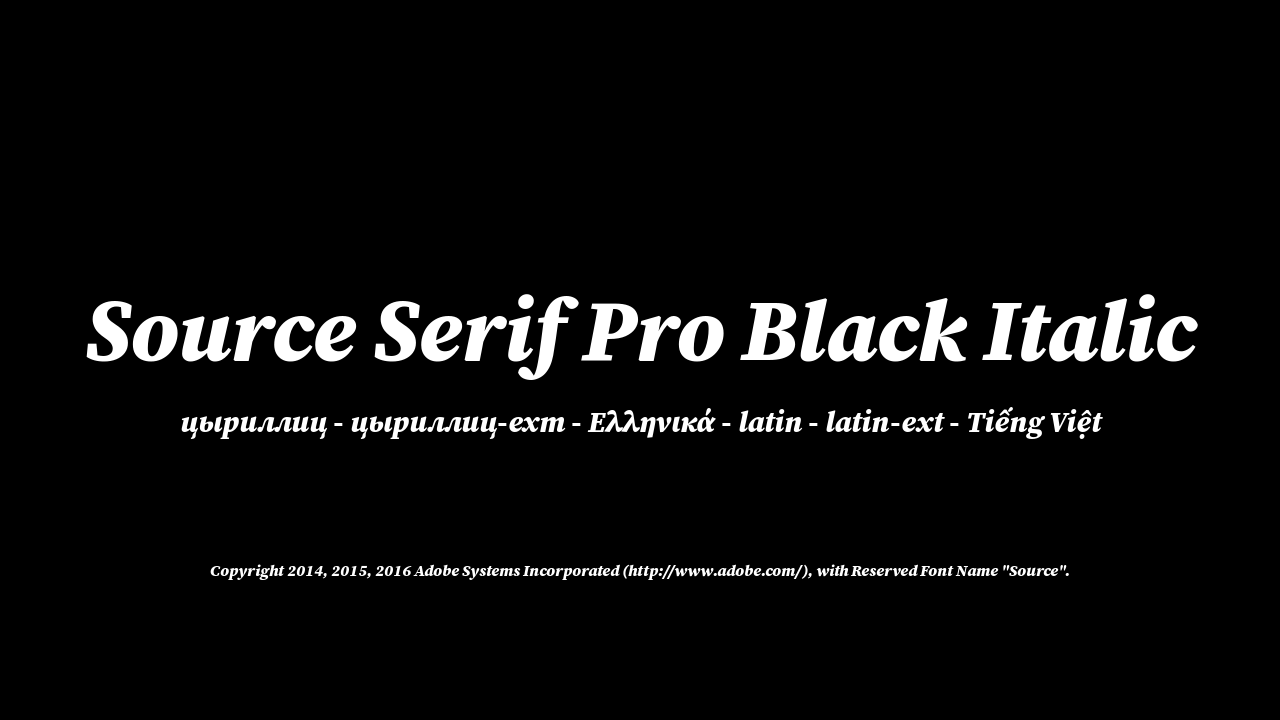 Source Serif Pro Black Italic
цыриллиц - цыриллиц-ext - Ελληνικά - latin - latin-ext - Tiếng Việt
Copyright 2014, 2015, 2016 Adobe Systems Incorporated (http://www.adobe.com/), with Reserved Font Name "Source".